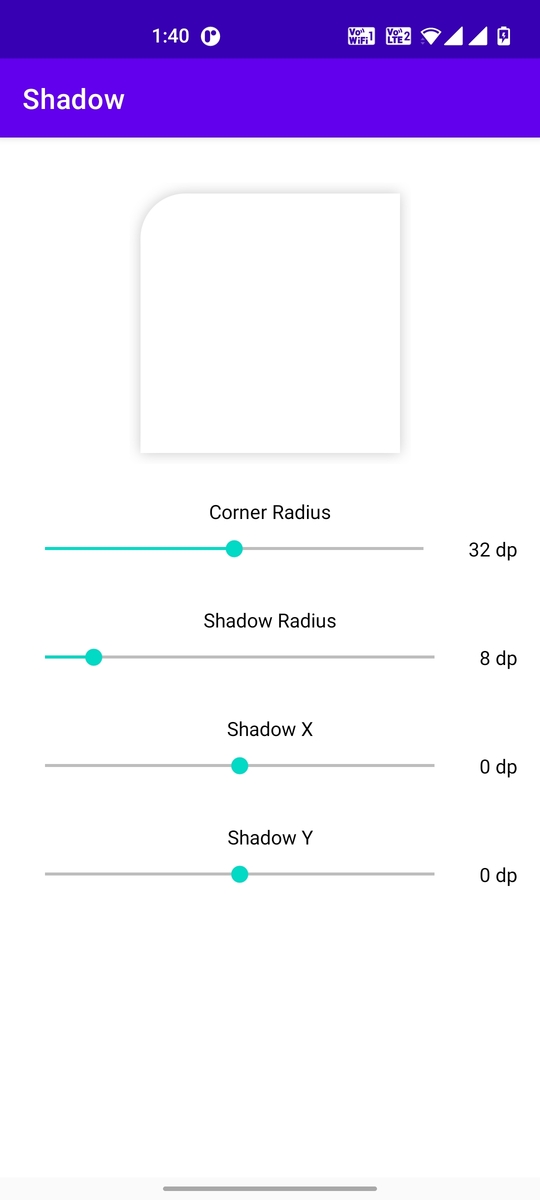 1:40
Vo WiFi 1
Vo LTE 2
Shadow
Corner Radius
32 dp
Shadow Radius
8 dp
Shadow X
0 dp
Shadow Y
0 dp